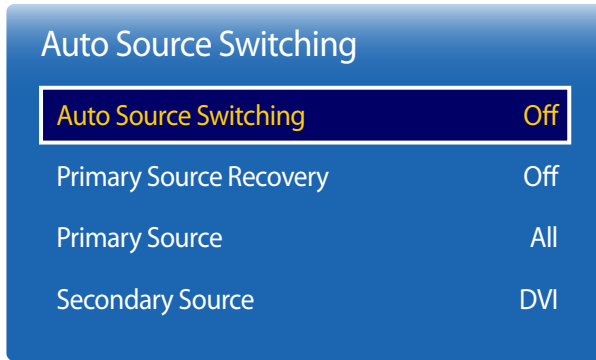 Auto Source Switching
Auto Source Switching Off
Primary Source Recovery Off
Primary Source All
Secondary Source DVI